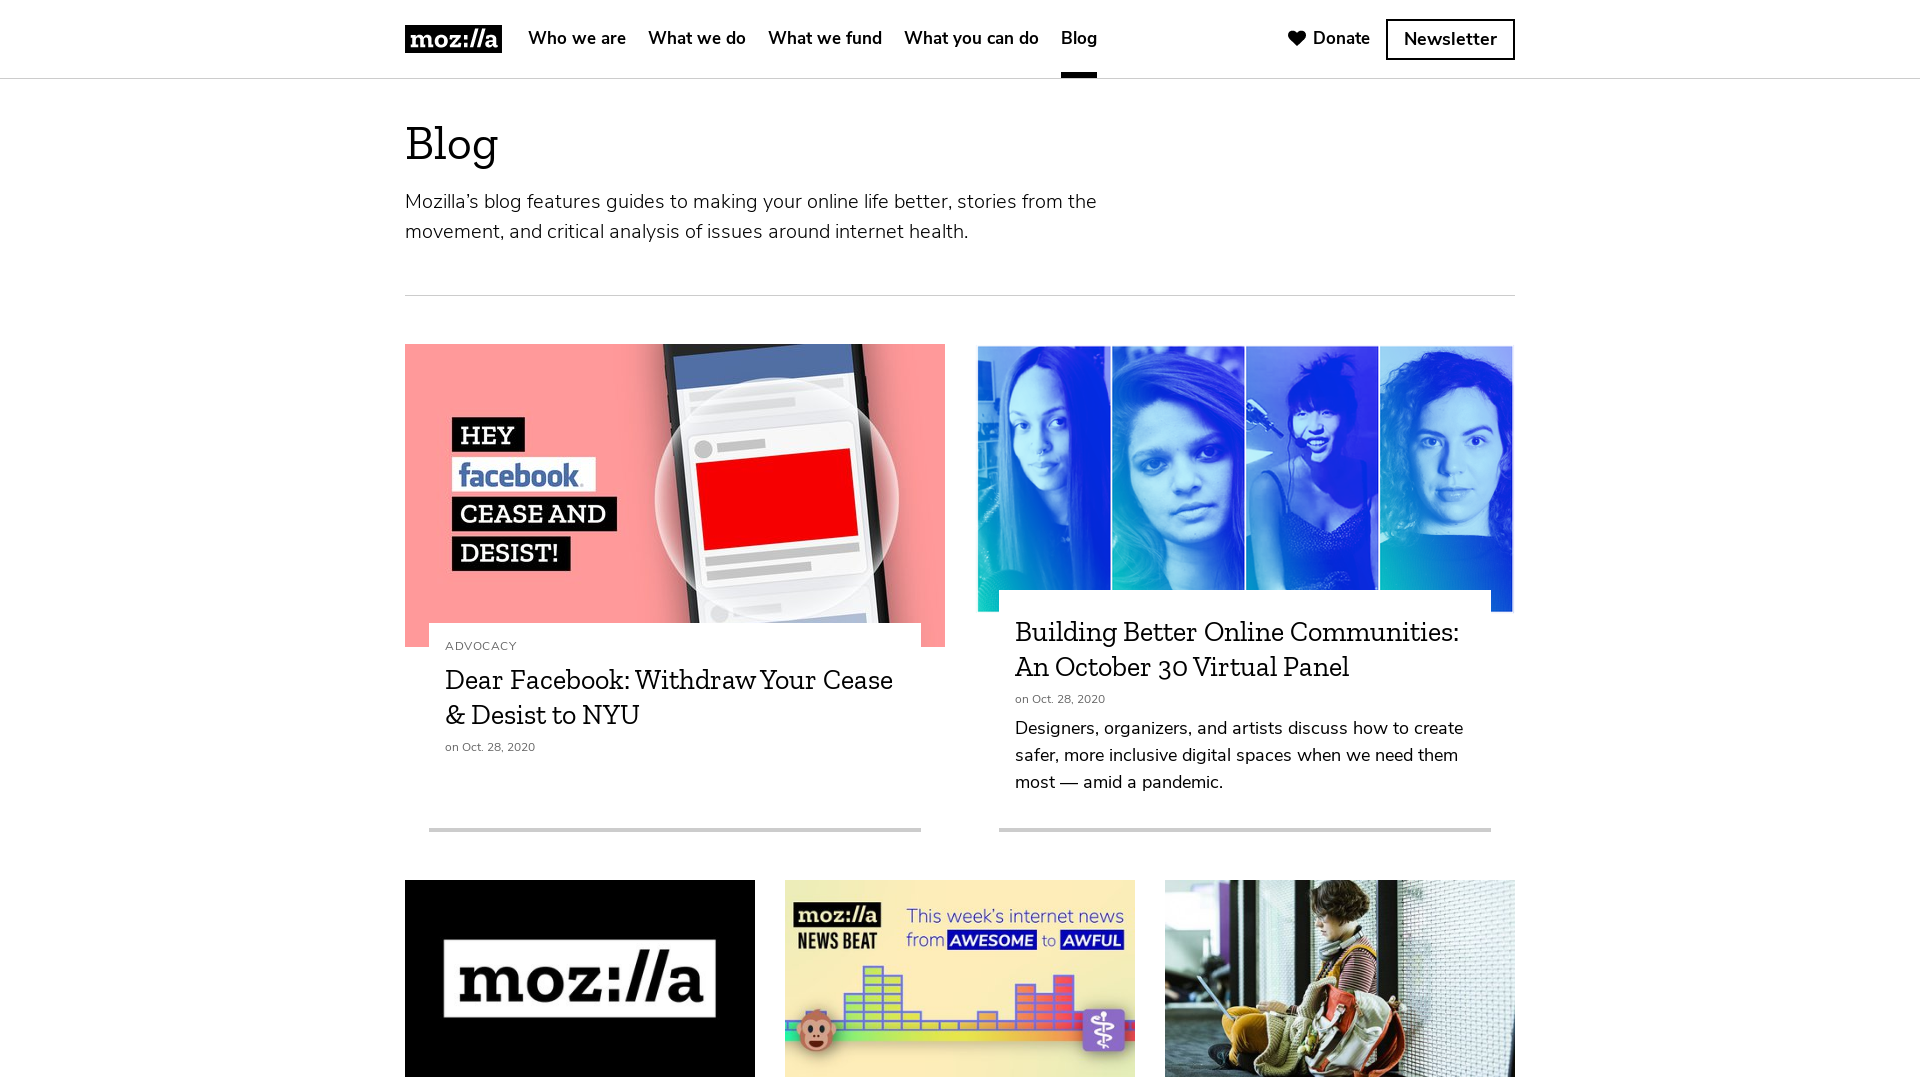 moz://a Who we are What we do What we fund What you can do Blog Donate Newsletter
Blog
Mozilla’s blog features guides to making your online life better, stories from the
movement, and critical analysis of issues around internet health.
HEY
facebook
CEASE AND
DESIST!
ADVOCACY
Dear Facebook: Withdraw Your Cease
& Desist to NYU
on Oct. 28, 2020
Building Better Online Communities:
An October 30 Virtual Panel
on Oct. 28, 2020
Designers, organizers, and artists discuss how to create
safer, more inclusive digital spaces when we need them
most — amid a pandemic.
moz://a
moz://a
NEWS BEAT
This week’s internet news
from AWESOME to AWFUL